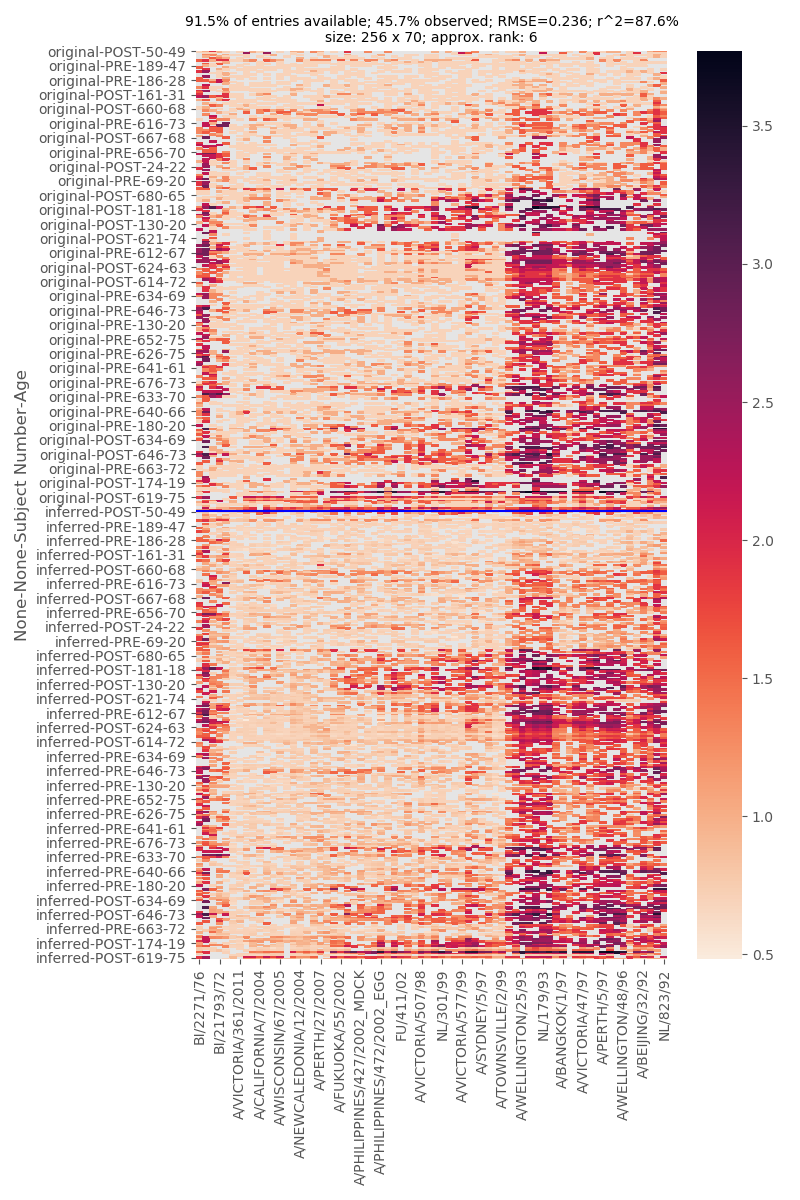 91.5% of entries available; 45.7% observed; RMSE=0.236; r^2=87.6%
size: 256 x 70; approx. rank: 6
None-None-Subject Number-Age
original-POST-50-49
original-PRE-189-47
original-PRE-186-28
original-POST-161-31
original-POST-660-68
original-PRE-616-73
original-POST-667-68
original-PRE-656-70
original-POST-24-22
original-PRE-69-20
original-POST-680-65
original-POST-181-18
original-POST-130-20
original-POST-621-74
original-PRE-612-67
original-POST-624-63
original-POST-614-72
original-PRE-634-69
original-PRE-646-73
original-PRE-130-20
original-PRE-652-75
original-PRE-626-75
original-PRE-641-61
original-PRE-676-73
original-PRE-633-70
original-PRE-640-66
original-PRE-180-20
original-POST-634-69
original-POST-646-73
original-PRE-663-72
original-POST-174-19
original-POST-619-75
inferred-POST-50-49
inferred-PRE-189-47
inferred-PRE-186-28
inferred-POST-161-31
inferred-POST-660-68
inferred-PRE-616-73
inferred-POST-667-68
inferred-PRE-656-70
inferred-POST-24-22
inferred-PRE-69-20
inferred-POST-680-65
inferred-POST-181-18
inferred-POST-130-20
inferred-POST-621-74
inferred-PRE-612-67
inferred-POST-624-63
inferred-POST-614-72
inferred-PRE-634-69
inferred-PRE-646-73
inferred-PRE-130-20
inferred-PRE-652-75
inferred-PRE-626-75
inferred-PRE-641-61
inferred-PRE-676-73
inferred-PRE-633-70
inferred-PRE-640-66
inferred-PRE-180-20
inferred-POST-634-69
inferred-POST-646-73
inferred-PRE-663-72
inferred-POST-174-19
inferred-POST-619-75
BI/2271/76
BI/21793/72
A/VICTORIA/361/2011
A/CALIFORNIA/7/2004
A/WISCONSIN/67/2005
A/NEWCALEDONIA/12/2004
A/PERTH/27/2007
A/FUKUOKA/55/2002
A/PHILIPPINES/427/2002_MDCK
A/PHILIPPINES/472/2002_EGG
FU/411/02
A/VICTORIA/507/98
NL/301/99
A/VICTORIA/577/99
A/SYDNEY/5/97
A/TOWNSVILLE/2/99
A/WELLINGTON/25/93
NL/179/93
A/BANGKOK/1/97
A/VICTORIA/47/97
A/PERTH/5/97
A/WELLINGTON/48/96
A/BEIJING/32/92
NL/823/92
3.5
3.0
2.5
2.0
1.5
1.0
0.5